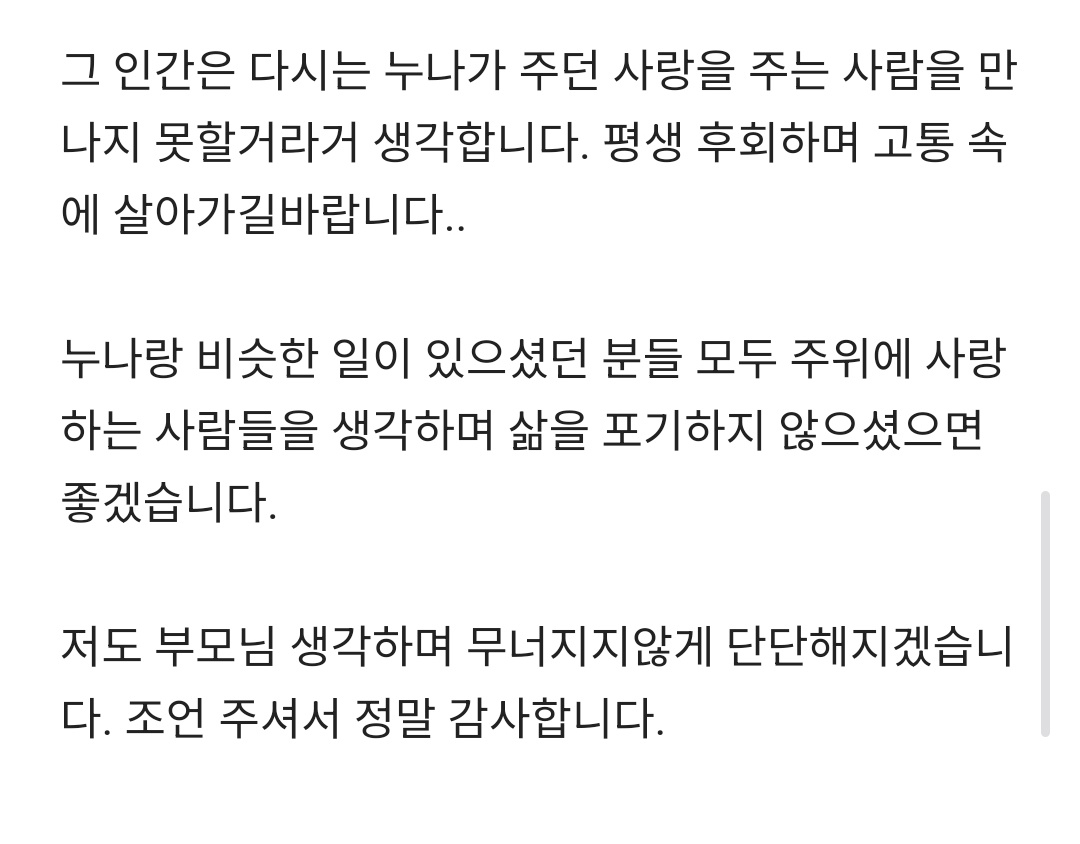 그 인간은 다시는 누나가 주던 사랑을 주는 사람을 만
나지 못할거라거 생각합니다. 평생 후회하며 고통 속
에 살아가길바랍니다..
누나랑 비슷한 일이 있으셨던 분들 모두 주위에 사랑
하는 사람들을 생각하며 삶을 포기하지 않으셨으면
좋겠습니다.
저도 부모님 생각하며 무너지지않게 단단해지겠습니
다. 조언 주셔서 정말 감사합니다.